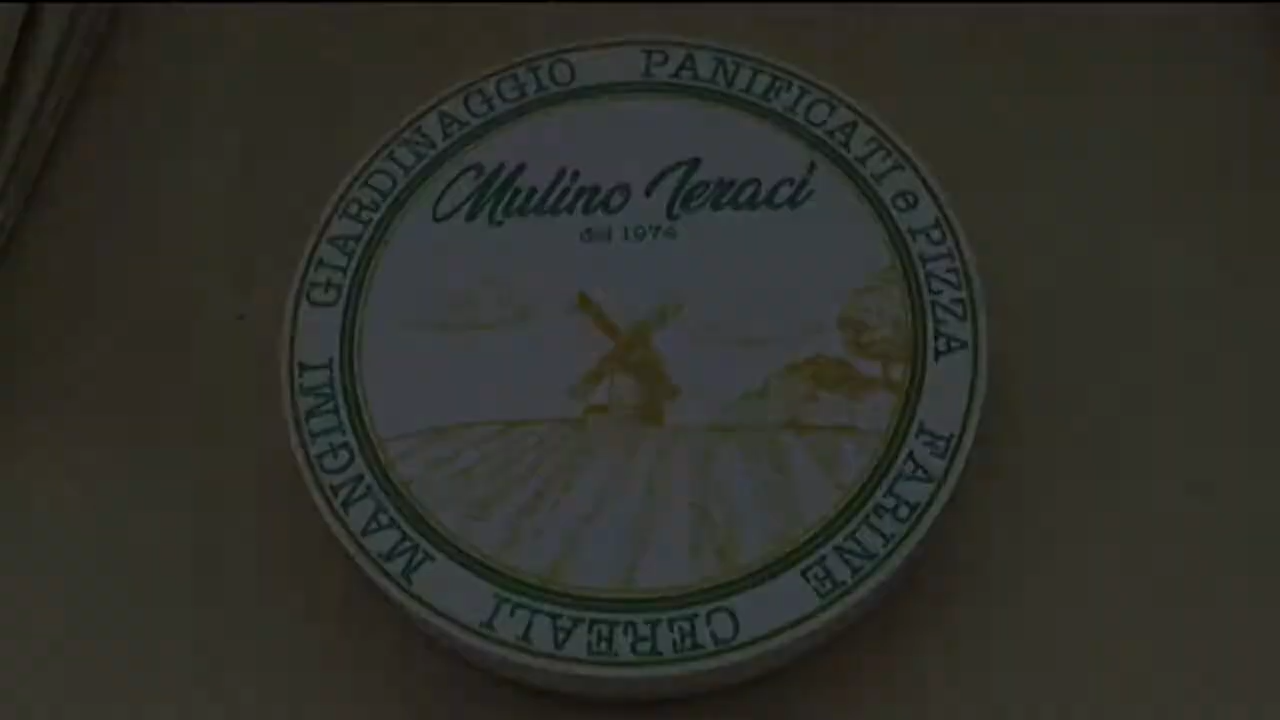 Mulino Ieraci
dal 1974
GIARDINAGGIO
PANIFICATI e PIZZA
FARINE
CEREALI
MANGIMI